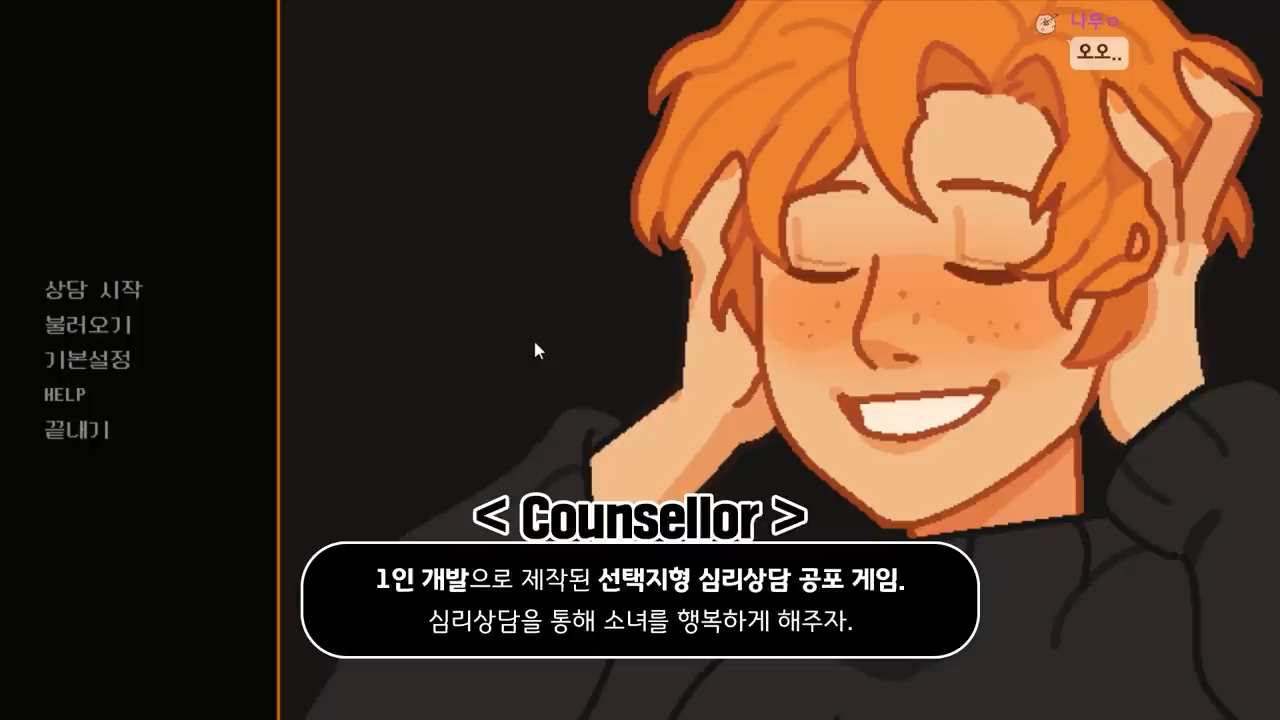 나무ㅇ
오오..
상담 시작
불러오기
기본설정
HELP
끝내기
< Counsellor >
1인 개발으로 제작된 선택지형 심리상담 공포 게임.
심리상담을 통해 소녀를 행복하게 해주자.